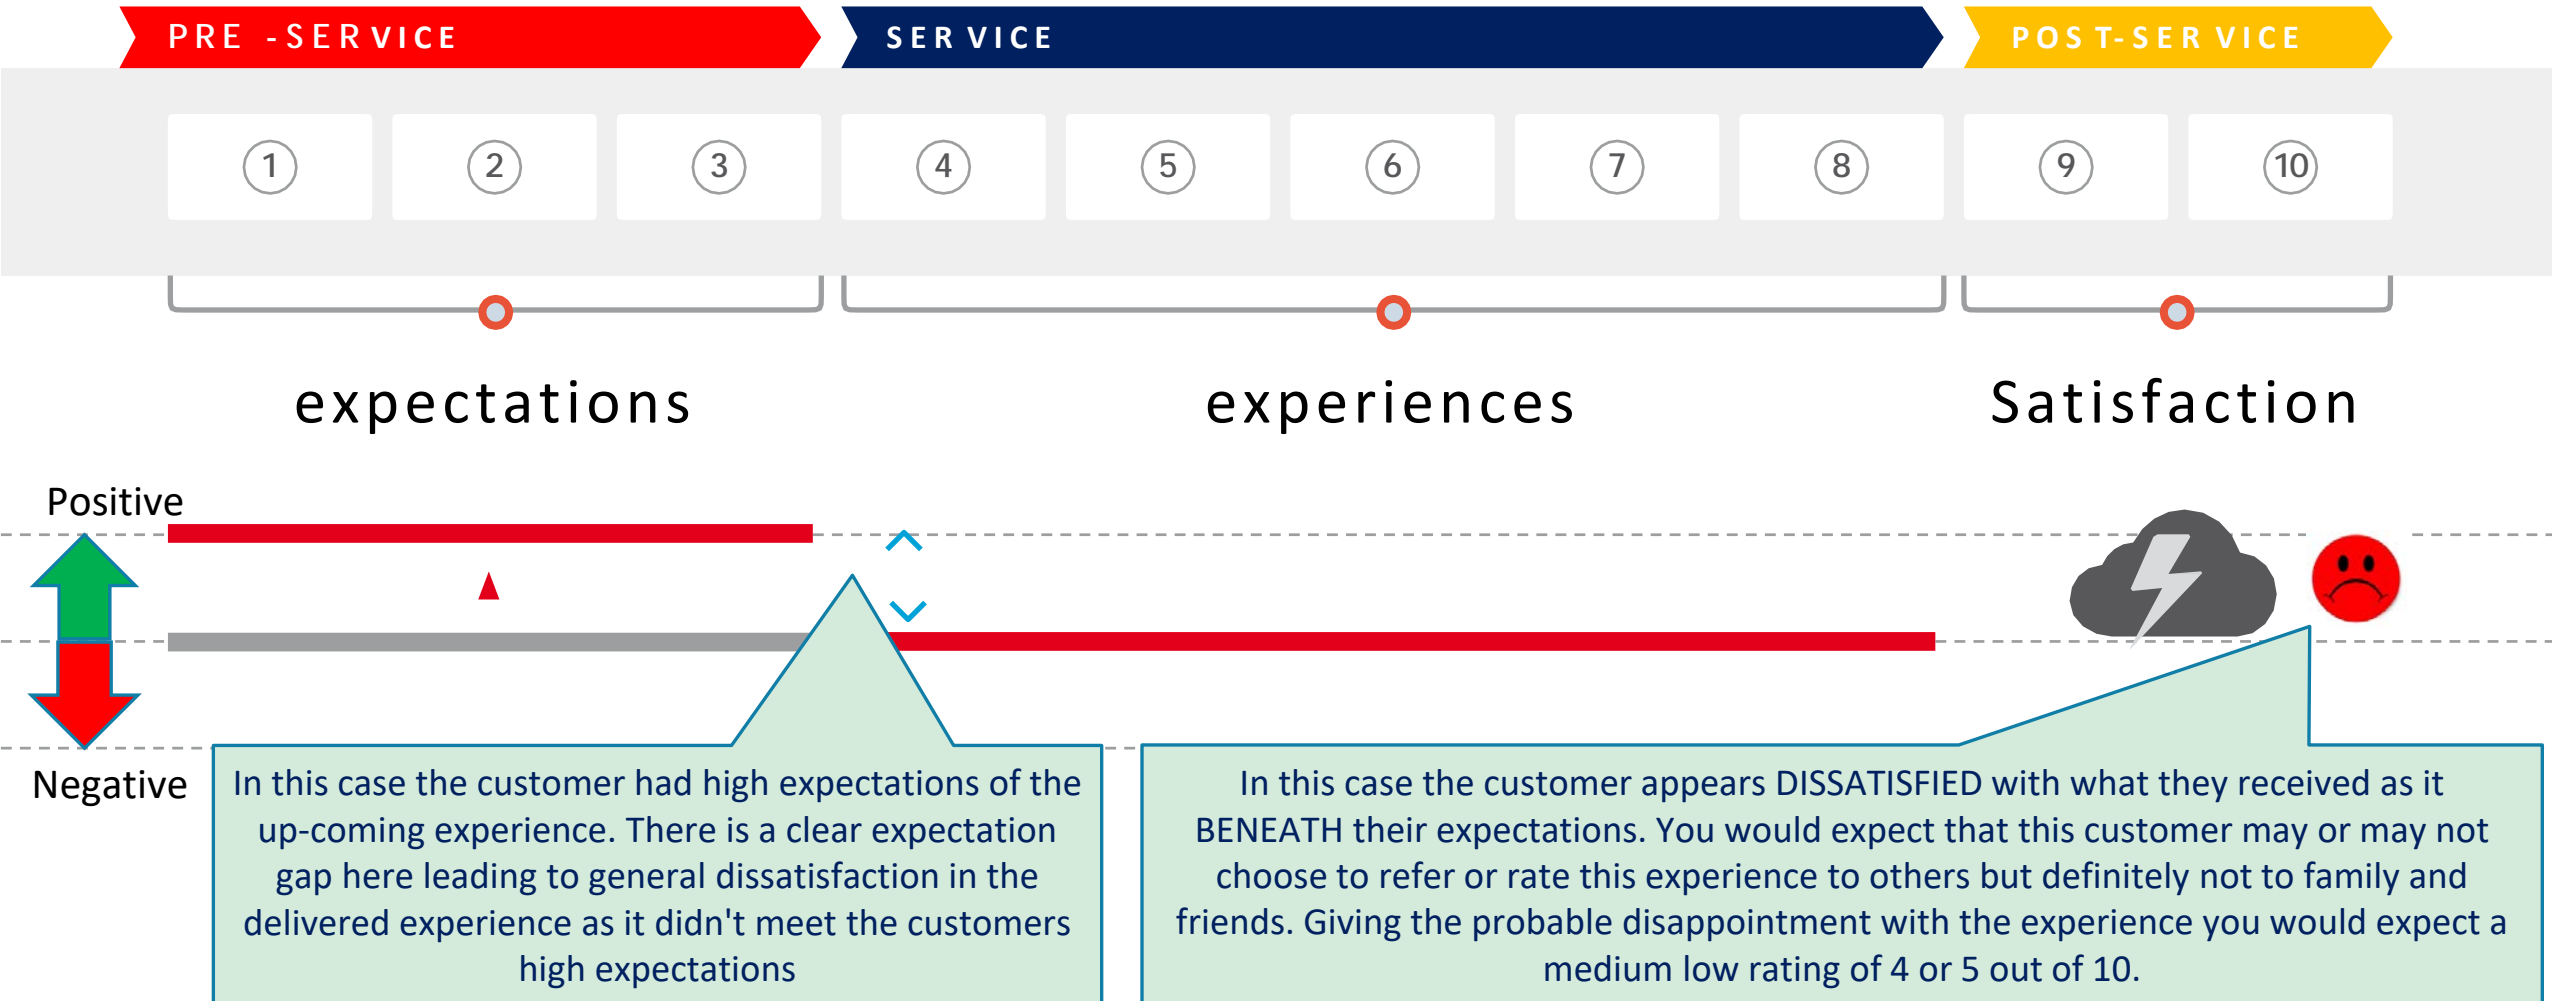 PRE -SERVICE
SERVICE
POST-SERVICE
1
2
3
4
5
6
7
8
9
10
expectations
experiences
Satisfaction
Positive
Negative
In this case the customer had high expectations of the
up-coming experience. There is a clear expectation
gap here leading to general dissatisfaction in the
delivered experience as it didn't meet the customers
high expectations
In this case the customer appears DISSATISFIED with what they received as it
BENEATH their expectations. You would expect that this customer may or may not
choose to refer or rate this experience to others but definitely not to family and
friends. Giving the probable disappointment with the experience you would expect a
medium low rating of 4 or 5 out of 10.